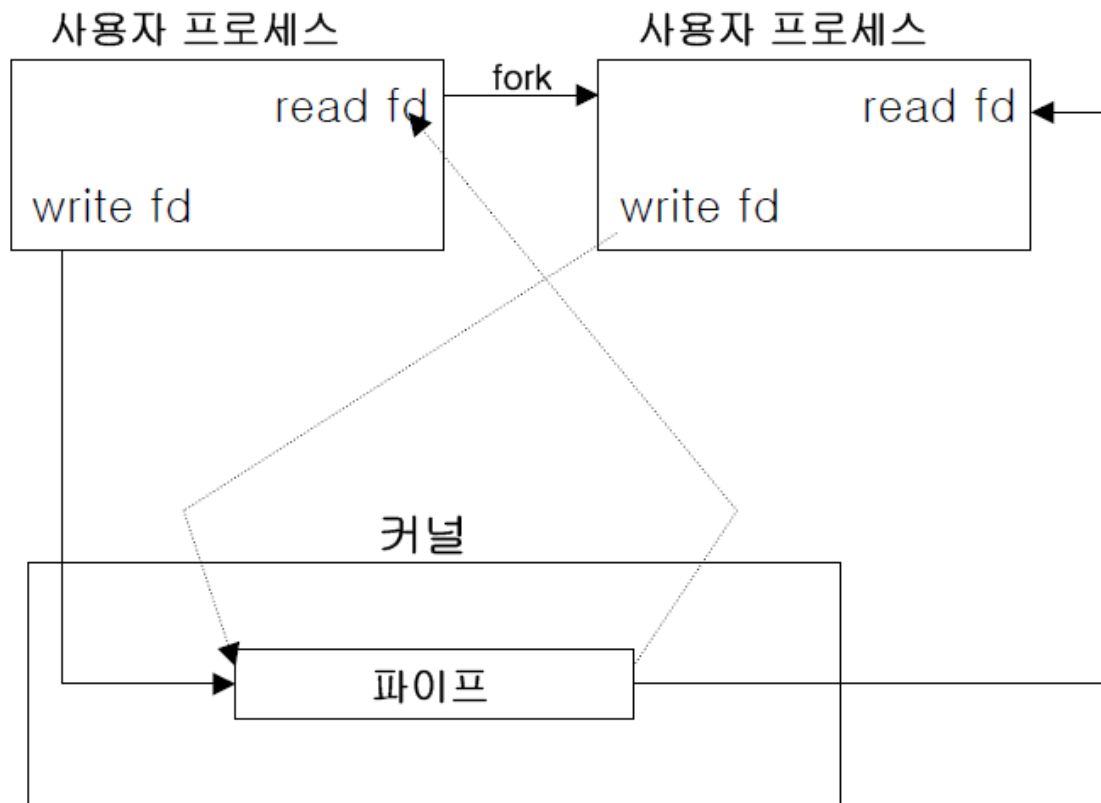 사용자 프로세스
사용자 프로세스
fork
read fd
read fd
write fd
write fd
커널
파이프